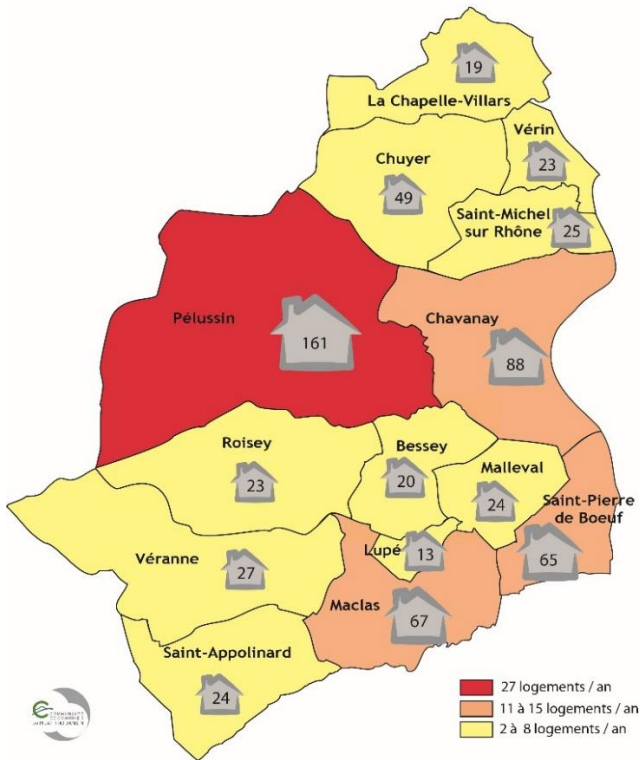 19
La Chapelle-Villars
Vérin
23
Chuyer
49
Saint-Michel
sur Rhône
25
Pélussin
161
Chavanay
88
Roisey
23
Bessey
20
Malleval
24
Saint-Pierre
de Boeuf
65
Véranne
27
Lupé
13
Maclas
67
Saint-Appolinard
24
27 logements / an
11 à 15 logements / an
2 à 8 logements / an